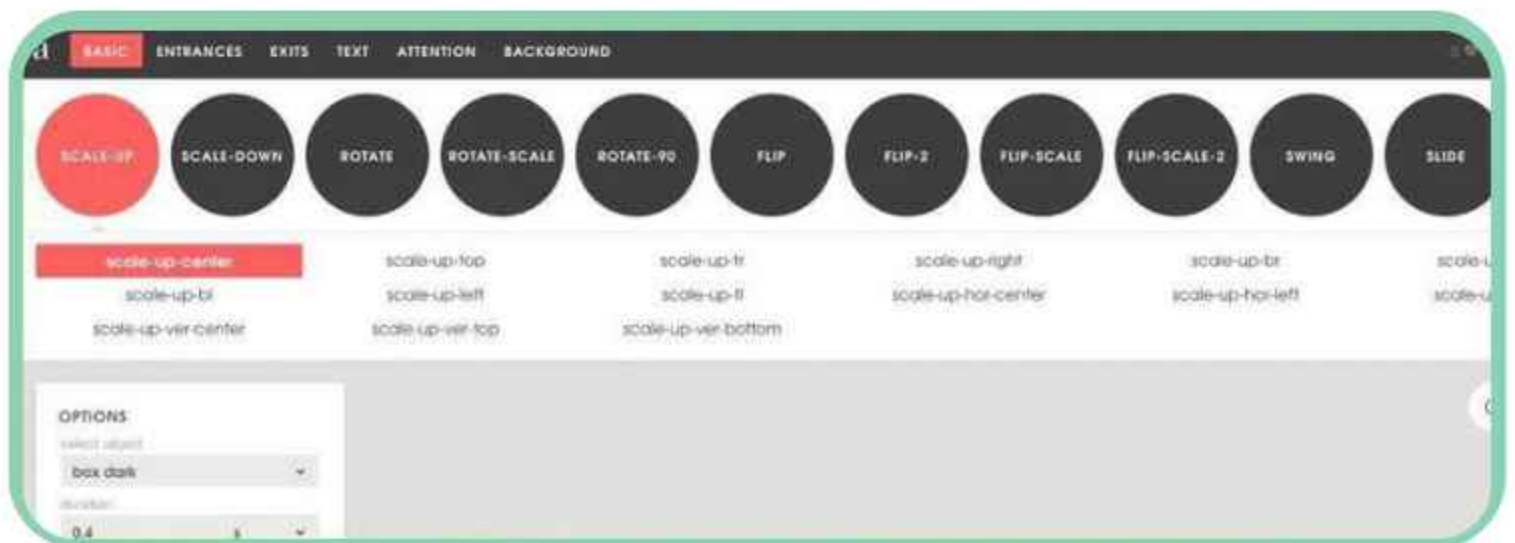 a BASIC ENTRANCES EXITS TEXT ATTENTION BACKGROUND
SCALE-UP SCALE-DOWN ROTATE ROTATE-SCALE ROTATE-90 FLIP FLIP-2 FLIP-SCALE FLIP-SCALE-2 SWING SLIDE
scale-up-center scale-up-top scale-up-tr scale-up-right scale-up-br scale-u
scale-up-bl scale-up-left scale-up-tl scale-up-hor-center scale-up-hor-left scale-u
scale-up-ver-center scale-up-ver-top scale-up-ver-bottom
OPTIONS
select object
box dark
duration
0.4 s